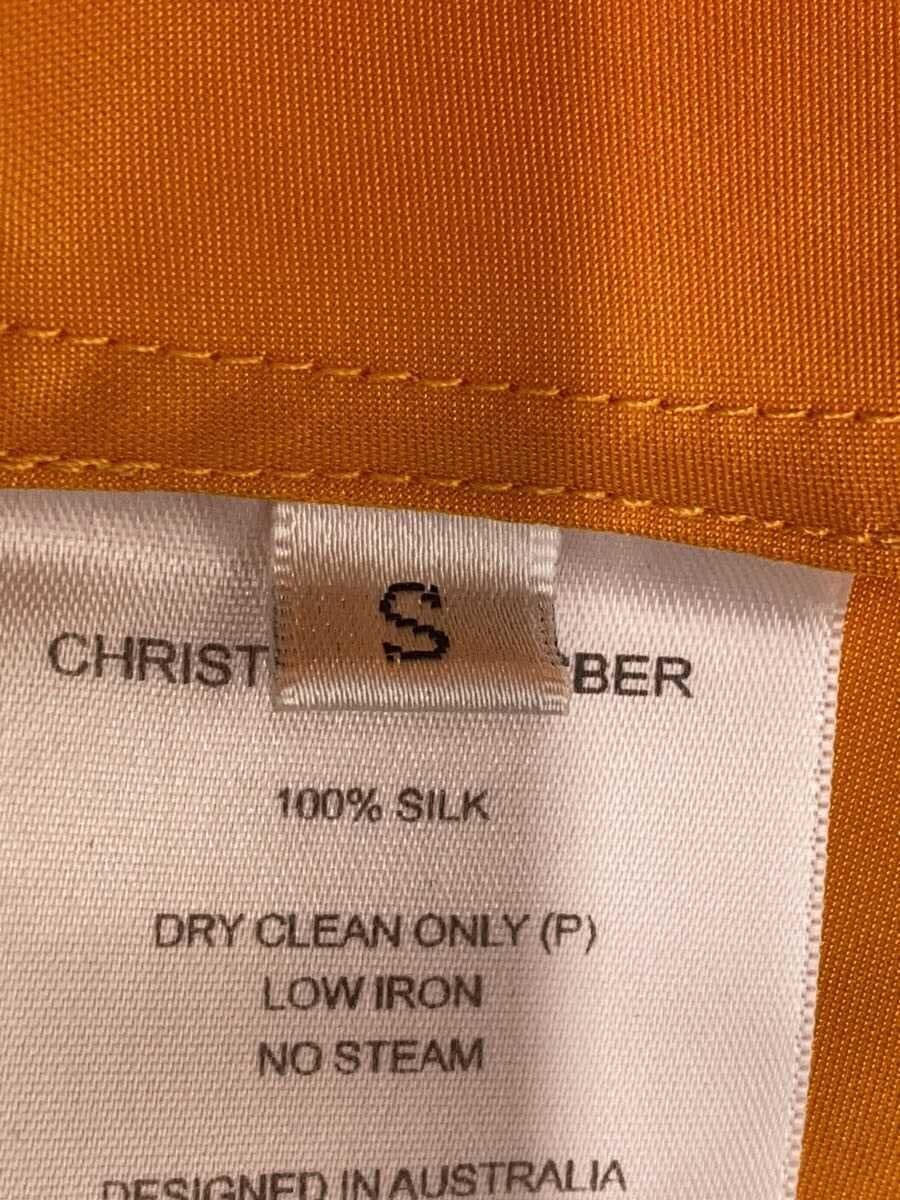 S
CHRIST BER
100% SILK
DRY CLEAN ONLY (P)
LOW IRON
NO STEAM
DESIGNED IN AUSTRALIA